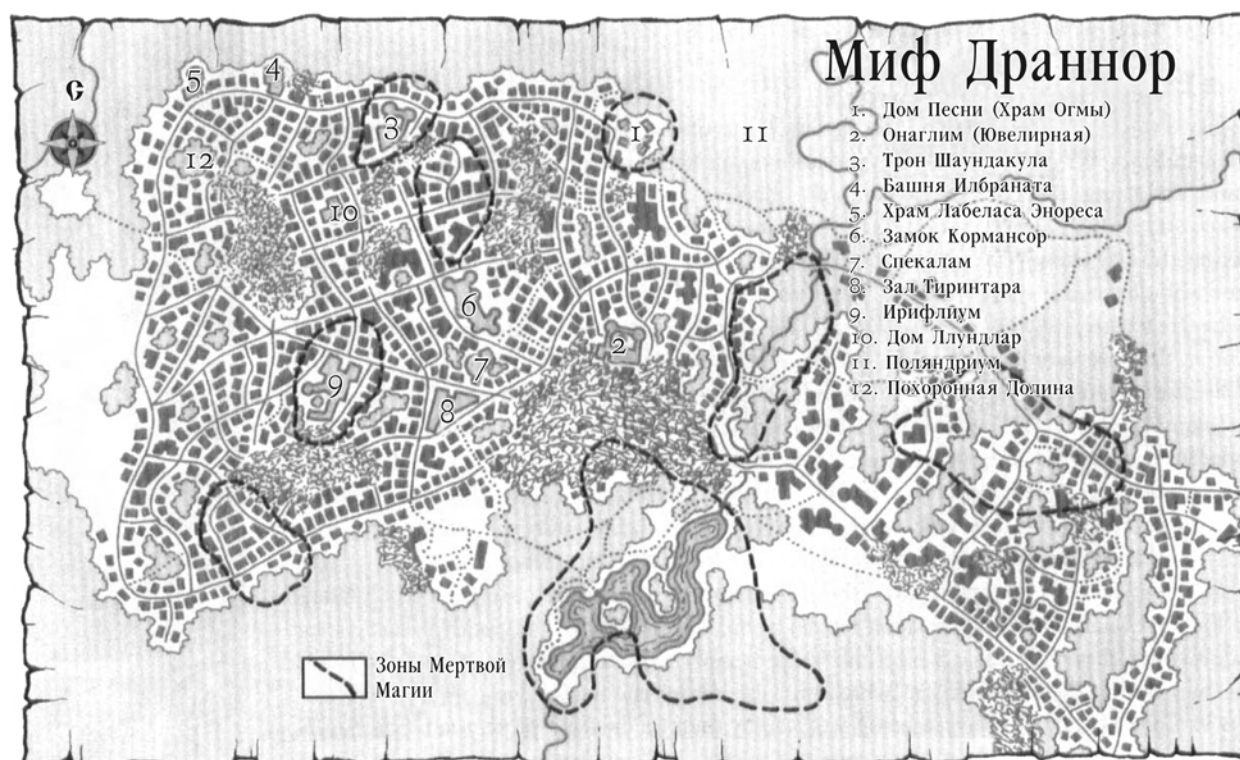 Миф Драннор
1. Дом Песни (Храм Огмы)
2. Онаглим (Ювелирная)
3. Трон Шаундакула
4. Башня Илбраната
5. Храм Лабеласа Энореса
6. Замок Кормансор
7. Спекалам
8. Зал Тиринтара
9. Ирифлиум
10. Дом Ллундлар
11. Поляндриум
12. Похоронная Долина
С
5
4
3
1
11
12
10
6
2
7
9
8
Зоны Мертвой
Магии